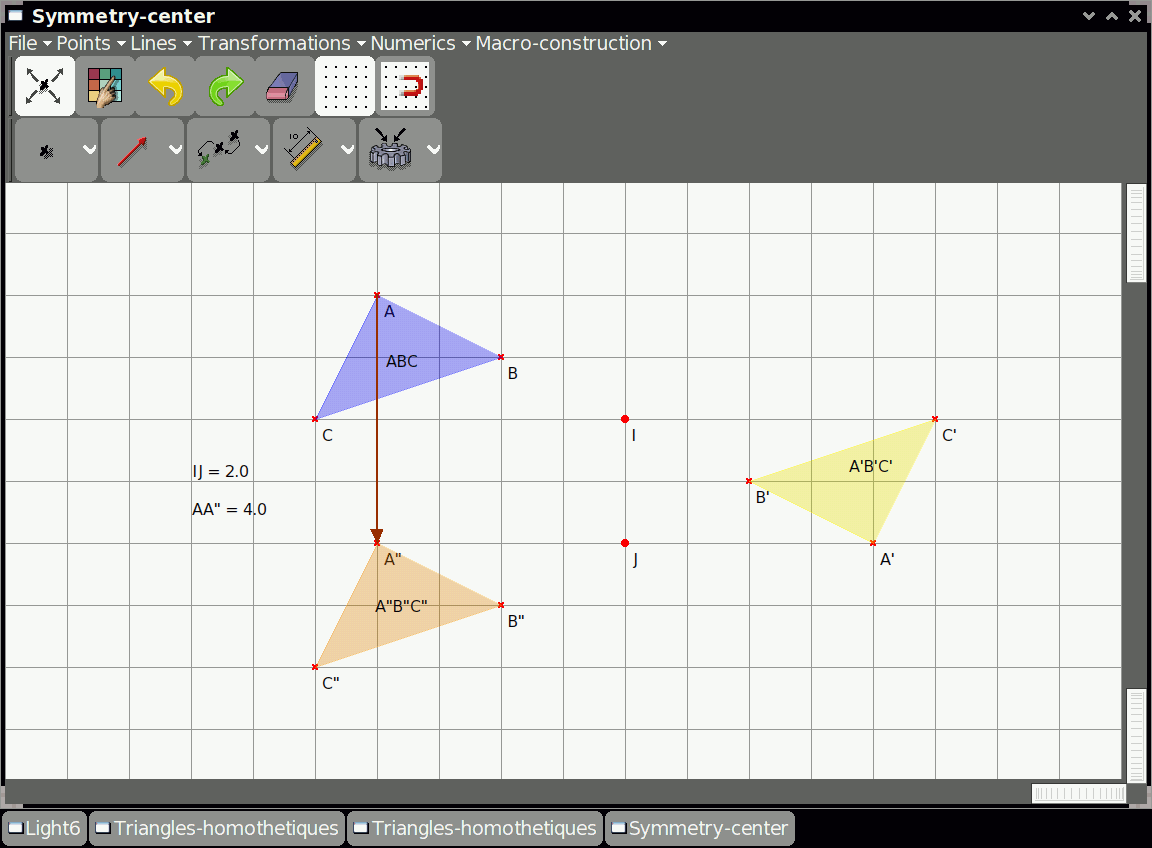 Symmetry-center
File Points Lines Transformations Numerics Macro-construction
IO
A
ABC
B
C
I
C'
A'B'C'
IJ = 2.0
B'
AA" = 4.0
A"
J
A'
A"B"C"
B"
C"
Light6 Triangles-homothetiques Triangles-homothetiques Symmetry-center